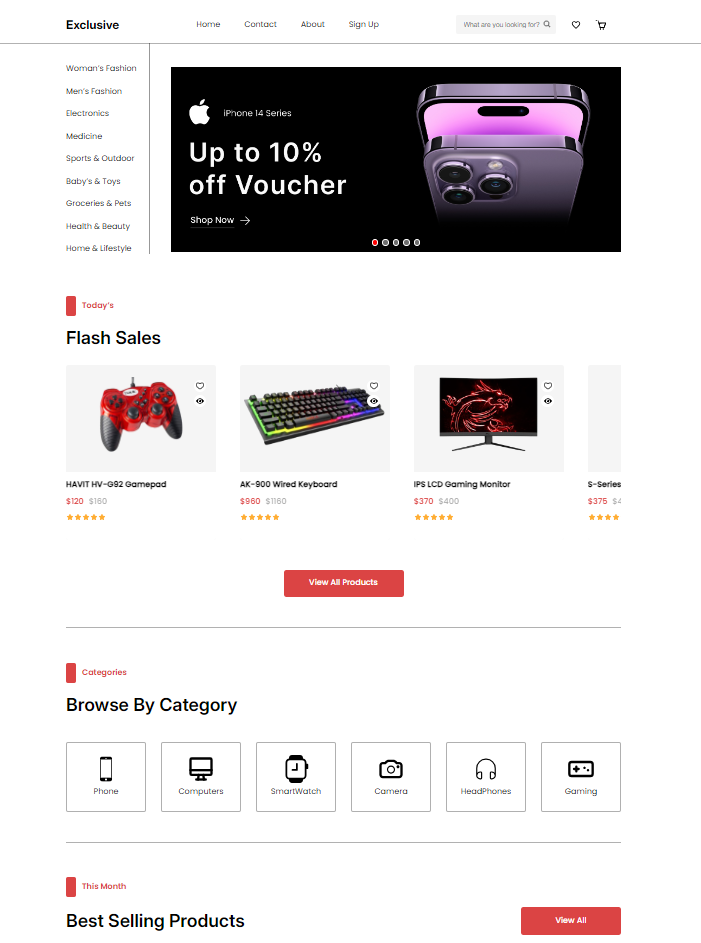 Exclusive
Home
Contact
About
Sign Up
What are you looking for?
Woman's Fashion
Men's Fashion
Electronics
Medicine
Sports & Outdoor
Baby's & Toys
Groceries & Pets
Health & Beauty
Home & Lifestyle
iPhone 14 Series
Up to 10%
off Voucher
Shop Now
Today's
Flash Sales
HAVIT HV-G92 Gamepad
$120 $160
AK-900 Wired Keyboard
$960 $1160
IPS LCD Gaming Monitor
$370 $400
S-Series
$375
View All Products
Categories
Browse By Category
Phone
Computers
SmartWatch
Camera
HeadPhones
Gaming
This Month
Best Selling Products
View All